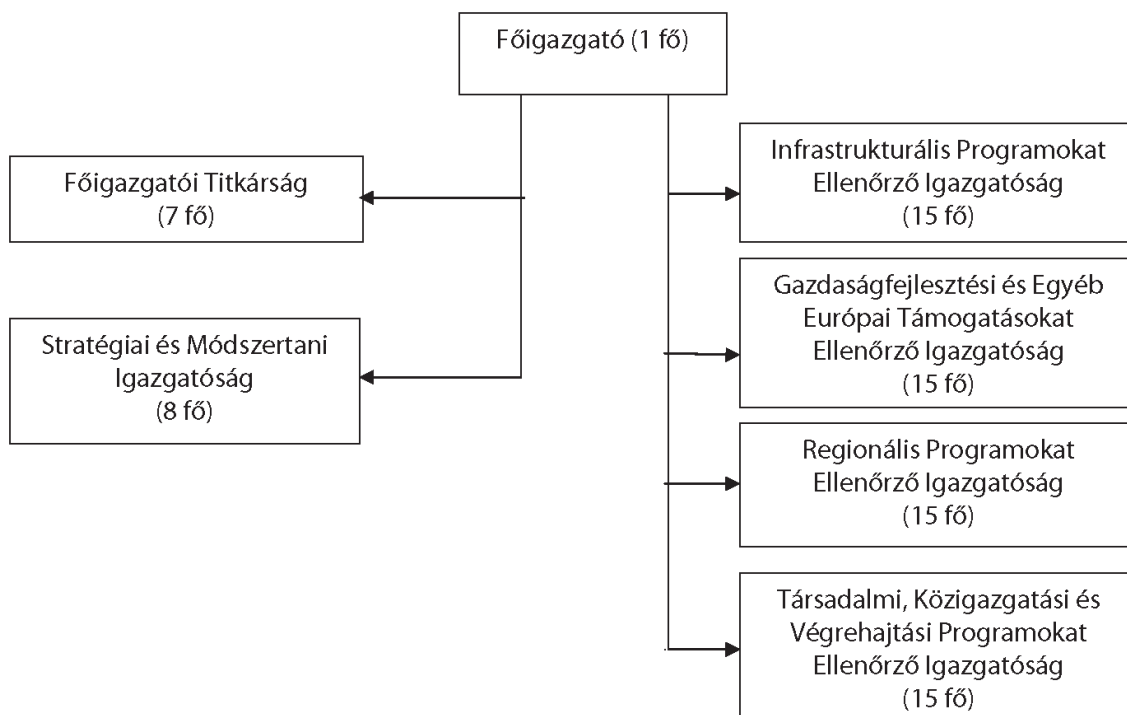 Főigazgató (1 fő)
Főigazgatói Titkárság
(7 fő)
Stratégiai és Módszertani
Igazgatóság
(8 fő)
Infrastrukturális Programokat
Ellenőrző Igazgatóság
(15 fő)
Gazdaságfejlesztési és Egyéb
Európai Támogatásokat
Ellenőrző Igazgatóság
(15 fő)
Regionális Programokat
Ellenőrző Igazgatóság
(15 fő)
Társadalmi, Közigazgatási és
Végrehajtási Programokat
Ellenőrző Igazgatóság
(15 fő)